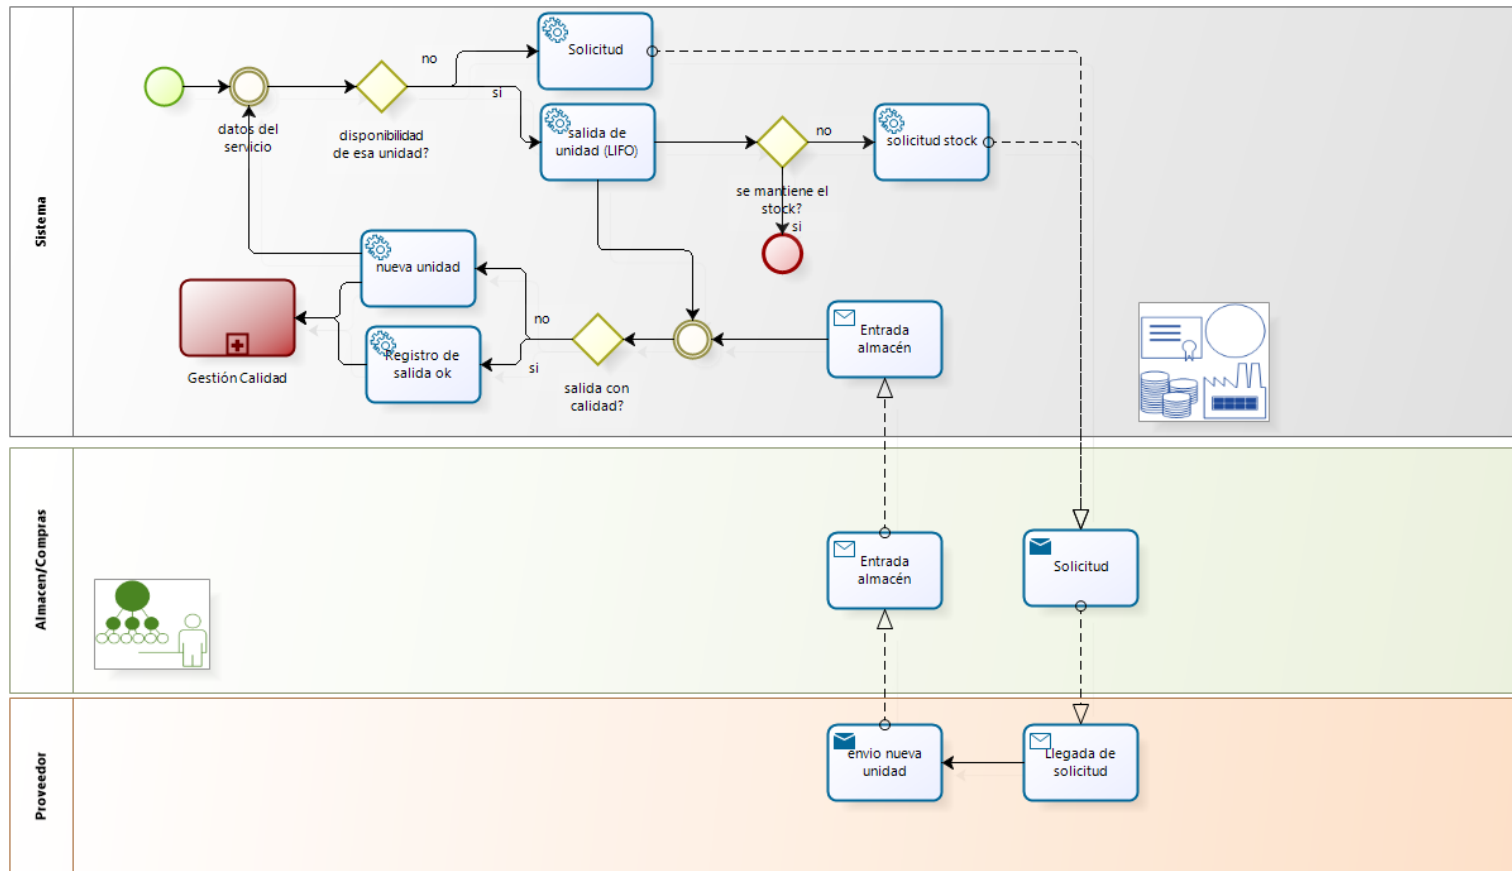 Sistema
no
Solicitud
si
datos del
servicio
disponibilidad
de esa unidad?
salida de
unidad (LIFO)
no
solicitud stock
se mantiene el
stock?
si
nueva unidad
no
Entrada
almacén
Registro de
salida ok
si
Gestión Calidad
salida con
calidad?
Almacen/Compras
Entrada
almacén
Solicitud
Proveedor
envio nueva
unidad
Llegada de
solicitud